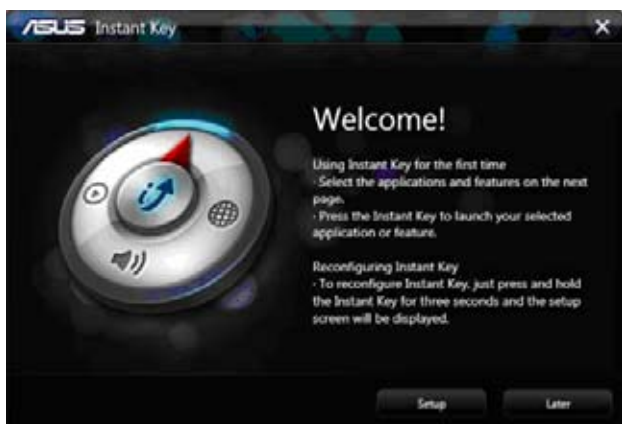 ASUS Instant Key
Welcome!
Using Instant Key for the first time
· Select the applications and features on the next
page.
· Press the Instant Key to launch your selected
application or feature.
Reconfiguring Instant Key
· To reconfigure Instant Key, just press and hold
the Instant Key for three seconds and the setup
screen will be displayed.
Setup Later